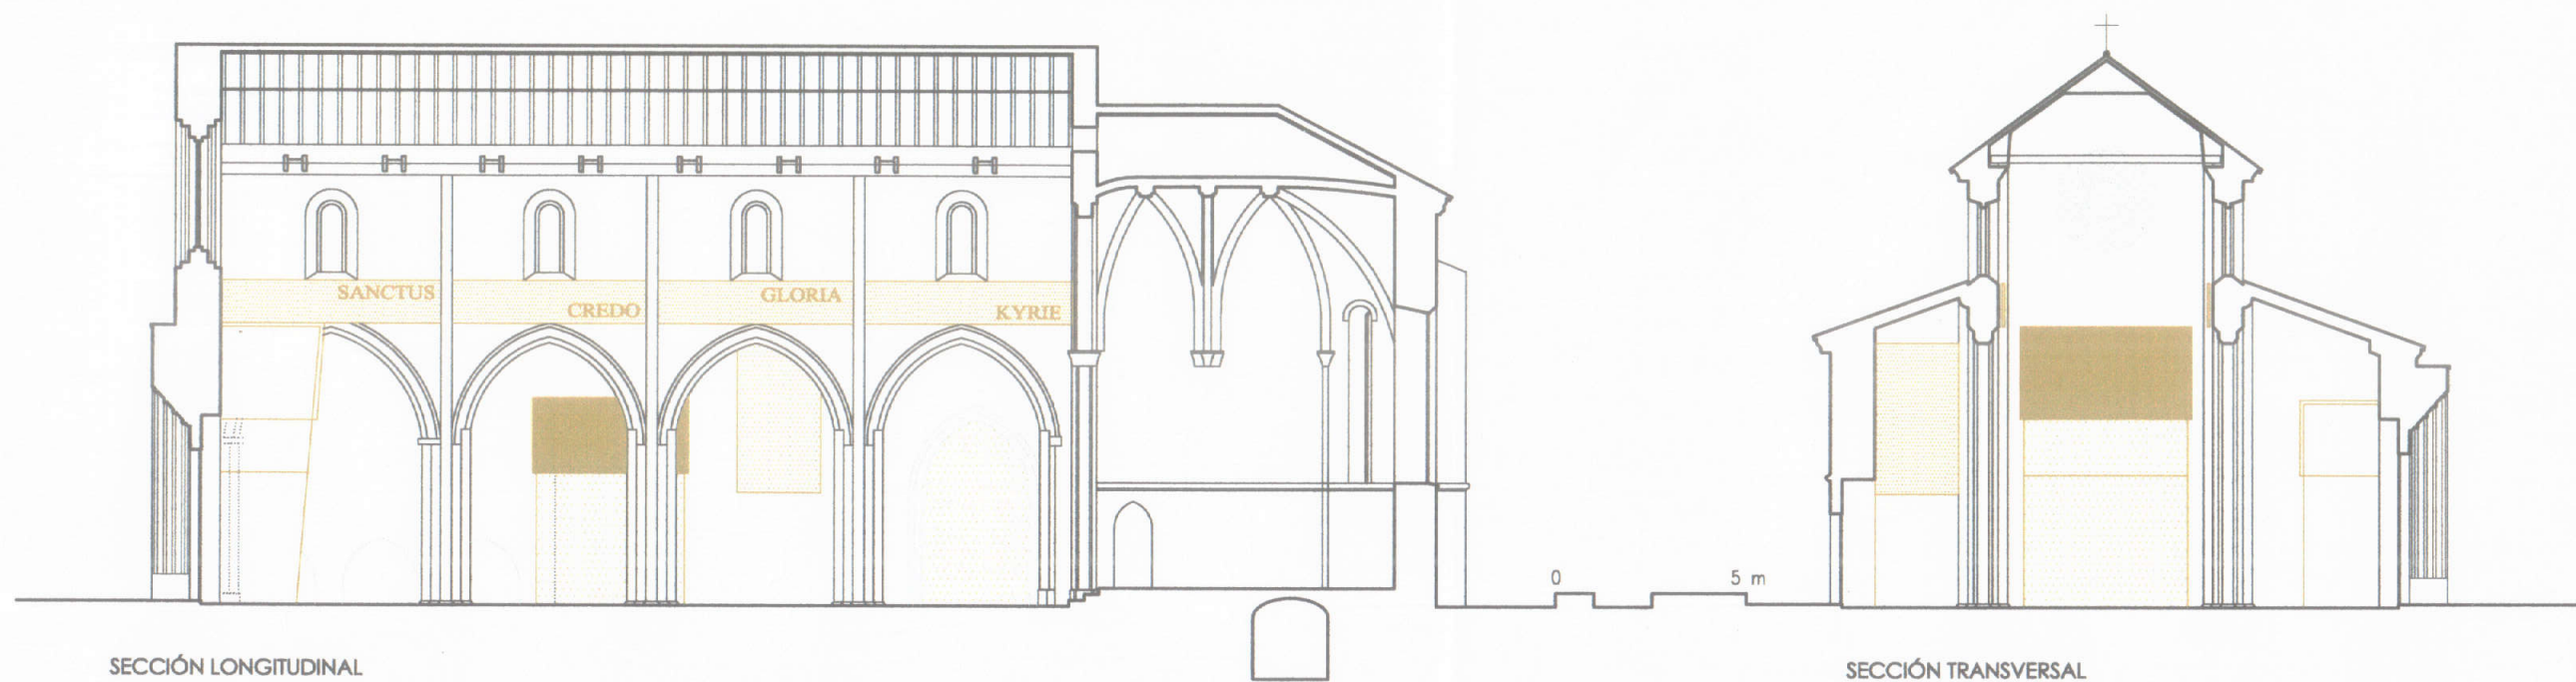 SANCTUS
CREDO
GLORIA
KYRIE
0 5 m
SECCIÓN LONGITUDINAL
SECCIÓN TRANSVERSAL